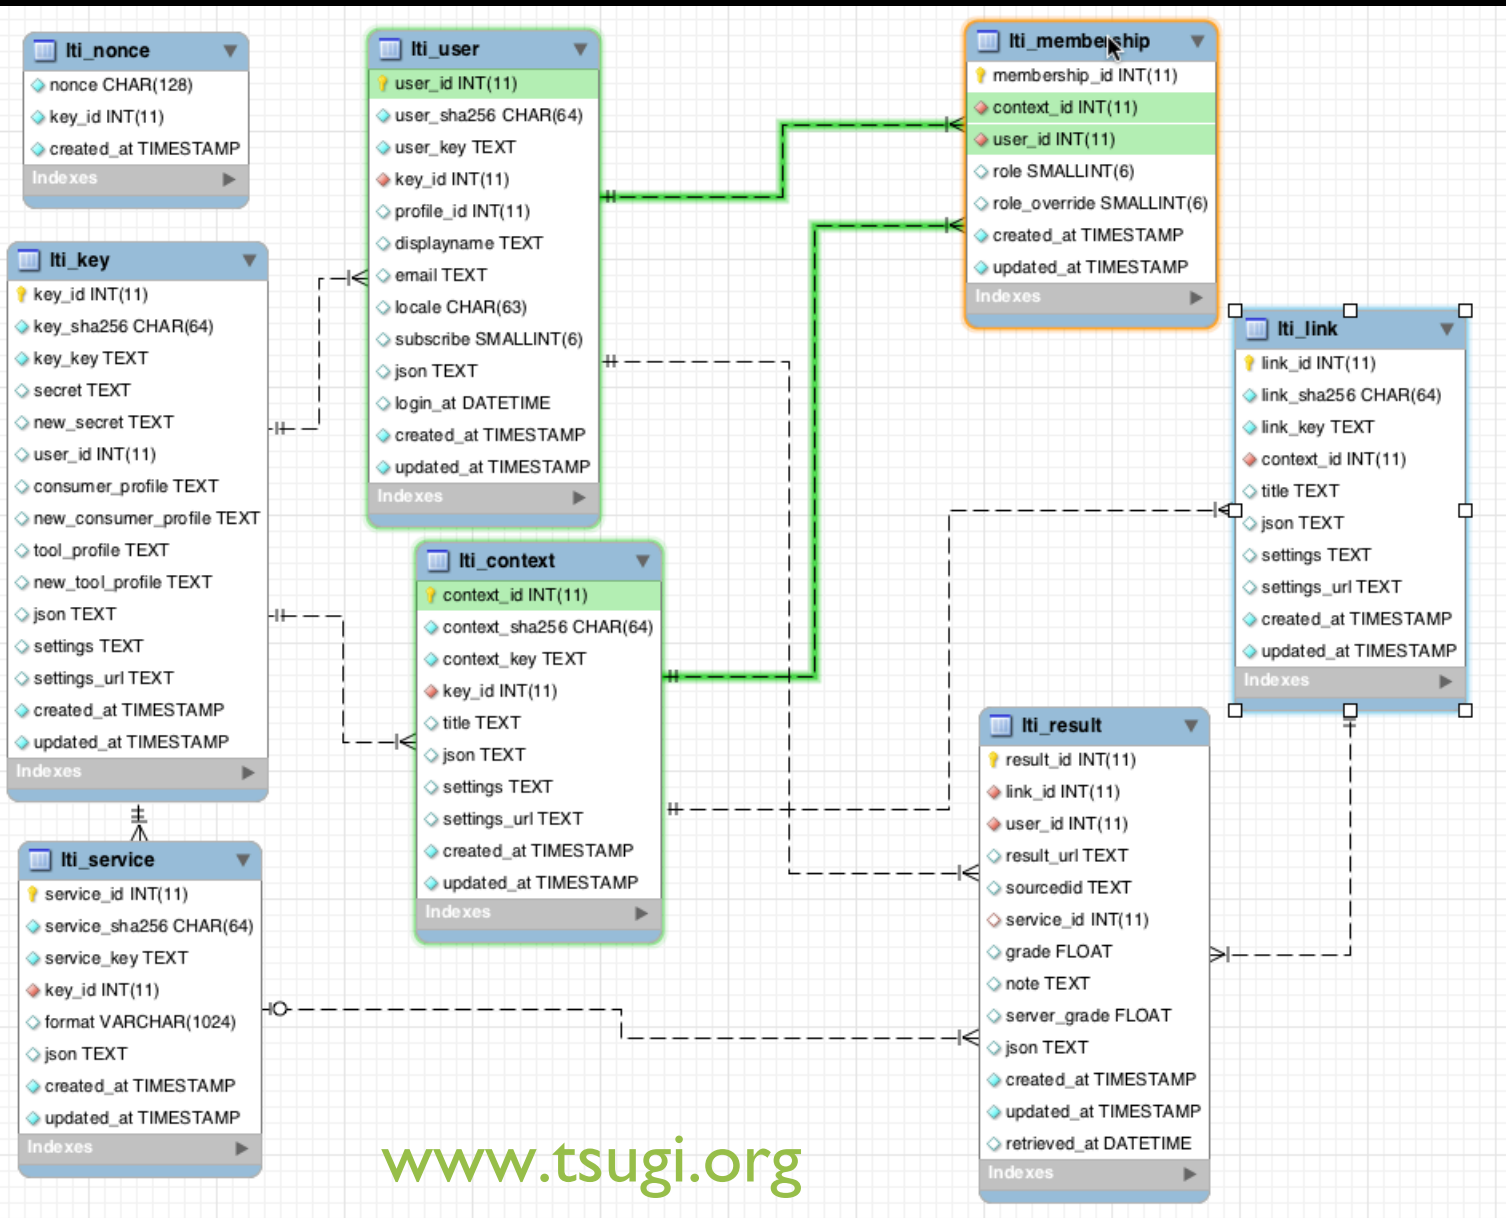 lti_nonce
nonce CHAR(128)
key_id INT(11)
created_at TIMESTAMP
Indexes
lti_key
key_id INT(11)
key_sha256 CHAR(64)
key_key TEXT
secret TEXT
new_secret TEXT
user_id INT(11)
consumer_profile TEXT
new_consumer_profile TEXT
tool_profile TEXT
new_tool_profile TEXT
json TEXT
settings TEXT
settings_url TEXT
created_at TIMESTAMP
updated_at TIMESTAMP
Indexes
lti_service
service_id INT(11)
service_sha256 CHAR(64)
service_key TEXT
key_id INT(11)
format VARCHAR(1024)
json TEXT
created_at TIMESTAMP
updated_at TIMESTAMP
Indexes
lti_user
user_id INT(11)
user_sha256 CHAR(64)
user_key TEXT
key_id INT(11)
profile_id INT(11)
displayname TEXT
email TEXT
locale CHAR(63)
subscribe SMALLINT(6)
json TEXT
login_at DATETIME
created_at TIMESTAMP
updated_at TIMESTAMP
Indexes
lti_context
context_id INT(11)
context_sha256 CHAR(64)
context_key TEXT
key_id INT(11)
title TEXT
json TEXT
settings TEXT
settings_url TEXT
created_at TIMESTAMP
updated_at TIMESTAMP
Indexes
lti_membership
membership_id INT(11)
context_id INT(11)
user_id INT(11)
role SMALLINT(6)
role_override SMALLINT(6)
created_at TIMESTAMP
updated_at TIMESTAMP
Indexes
lti_link
link_id INT(11)
link_sha256 CHAR(64)
link_key TEXT
context_id INT(11)
title TEXT
json TEXT
settings TEXT
settings_url TEXT
created_at TIMESTAMP
updated_at TIMESTAMP
Indexes
lti_result
result_id INT(11)
link_id INT(11)
user_id INT(11)
result_url TEXT
sourcedid TEXT
service_id INT(11)
grade FLOAT
note TEXT
server_grade FLOAT
json TEXT
created_at TIMESTAMP
updated_at TIMESTAMP
retrieved_at DATETIME
Indexes
www.tsugi.org